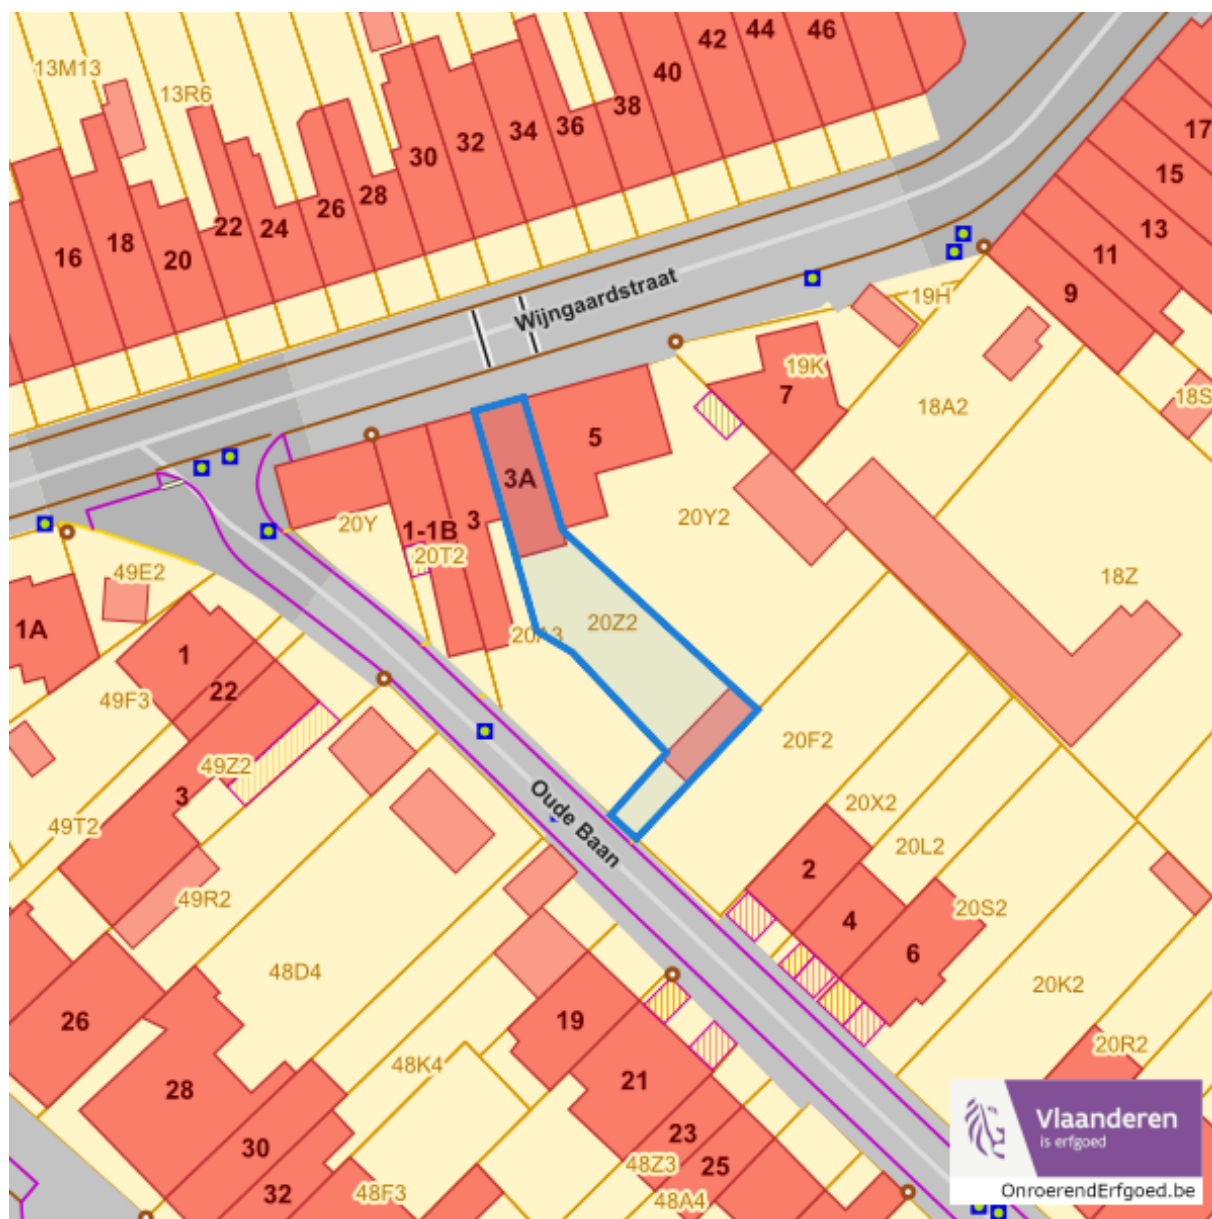 42
44
46
40
38
36
34
32
30
28
26
24
22
20
18
16
13M13
13R6
17
15
13
11
9
Wijngaardstraat
19H
19K
7
18A2
18S
5
3A
3
1-1B
20Y
20T2
20Y2
18Z
49E2
1A
1
22
49F3
20A3
20Z2
49Z2
3
49T2
49R2
20F2
Oude Baan
20X2
20L2
2
4
6
20S2
20K2
20R2
48D4
26
28
30
32
48K4
19
21
23
25
48Z3
48A4
48F3
Vlaanderen
is erfgoed
OnroerendErfgoed.be